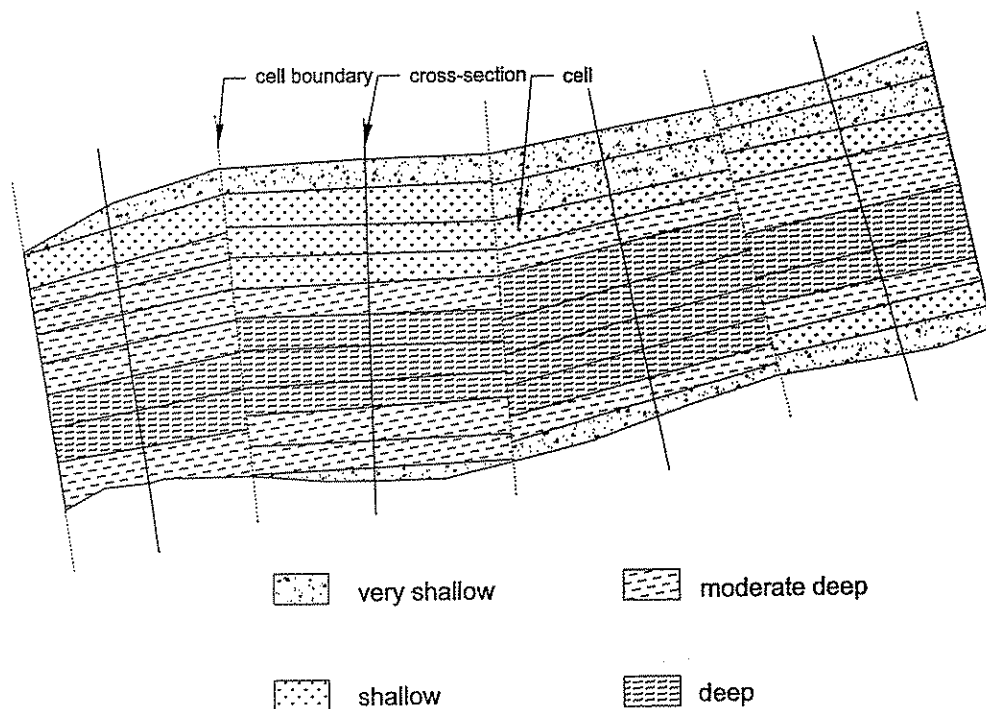 cell boundary cross-section cell
very shallow moderate deep
shallow deep